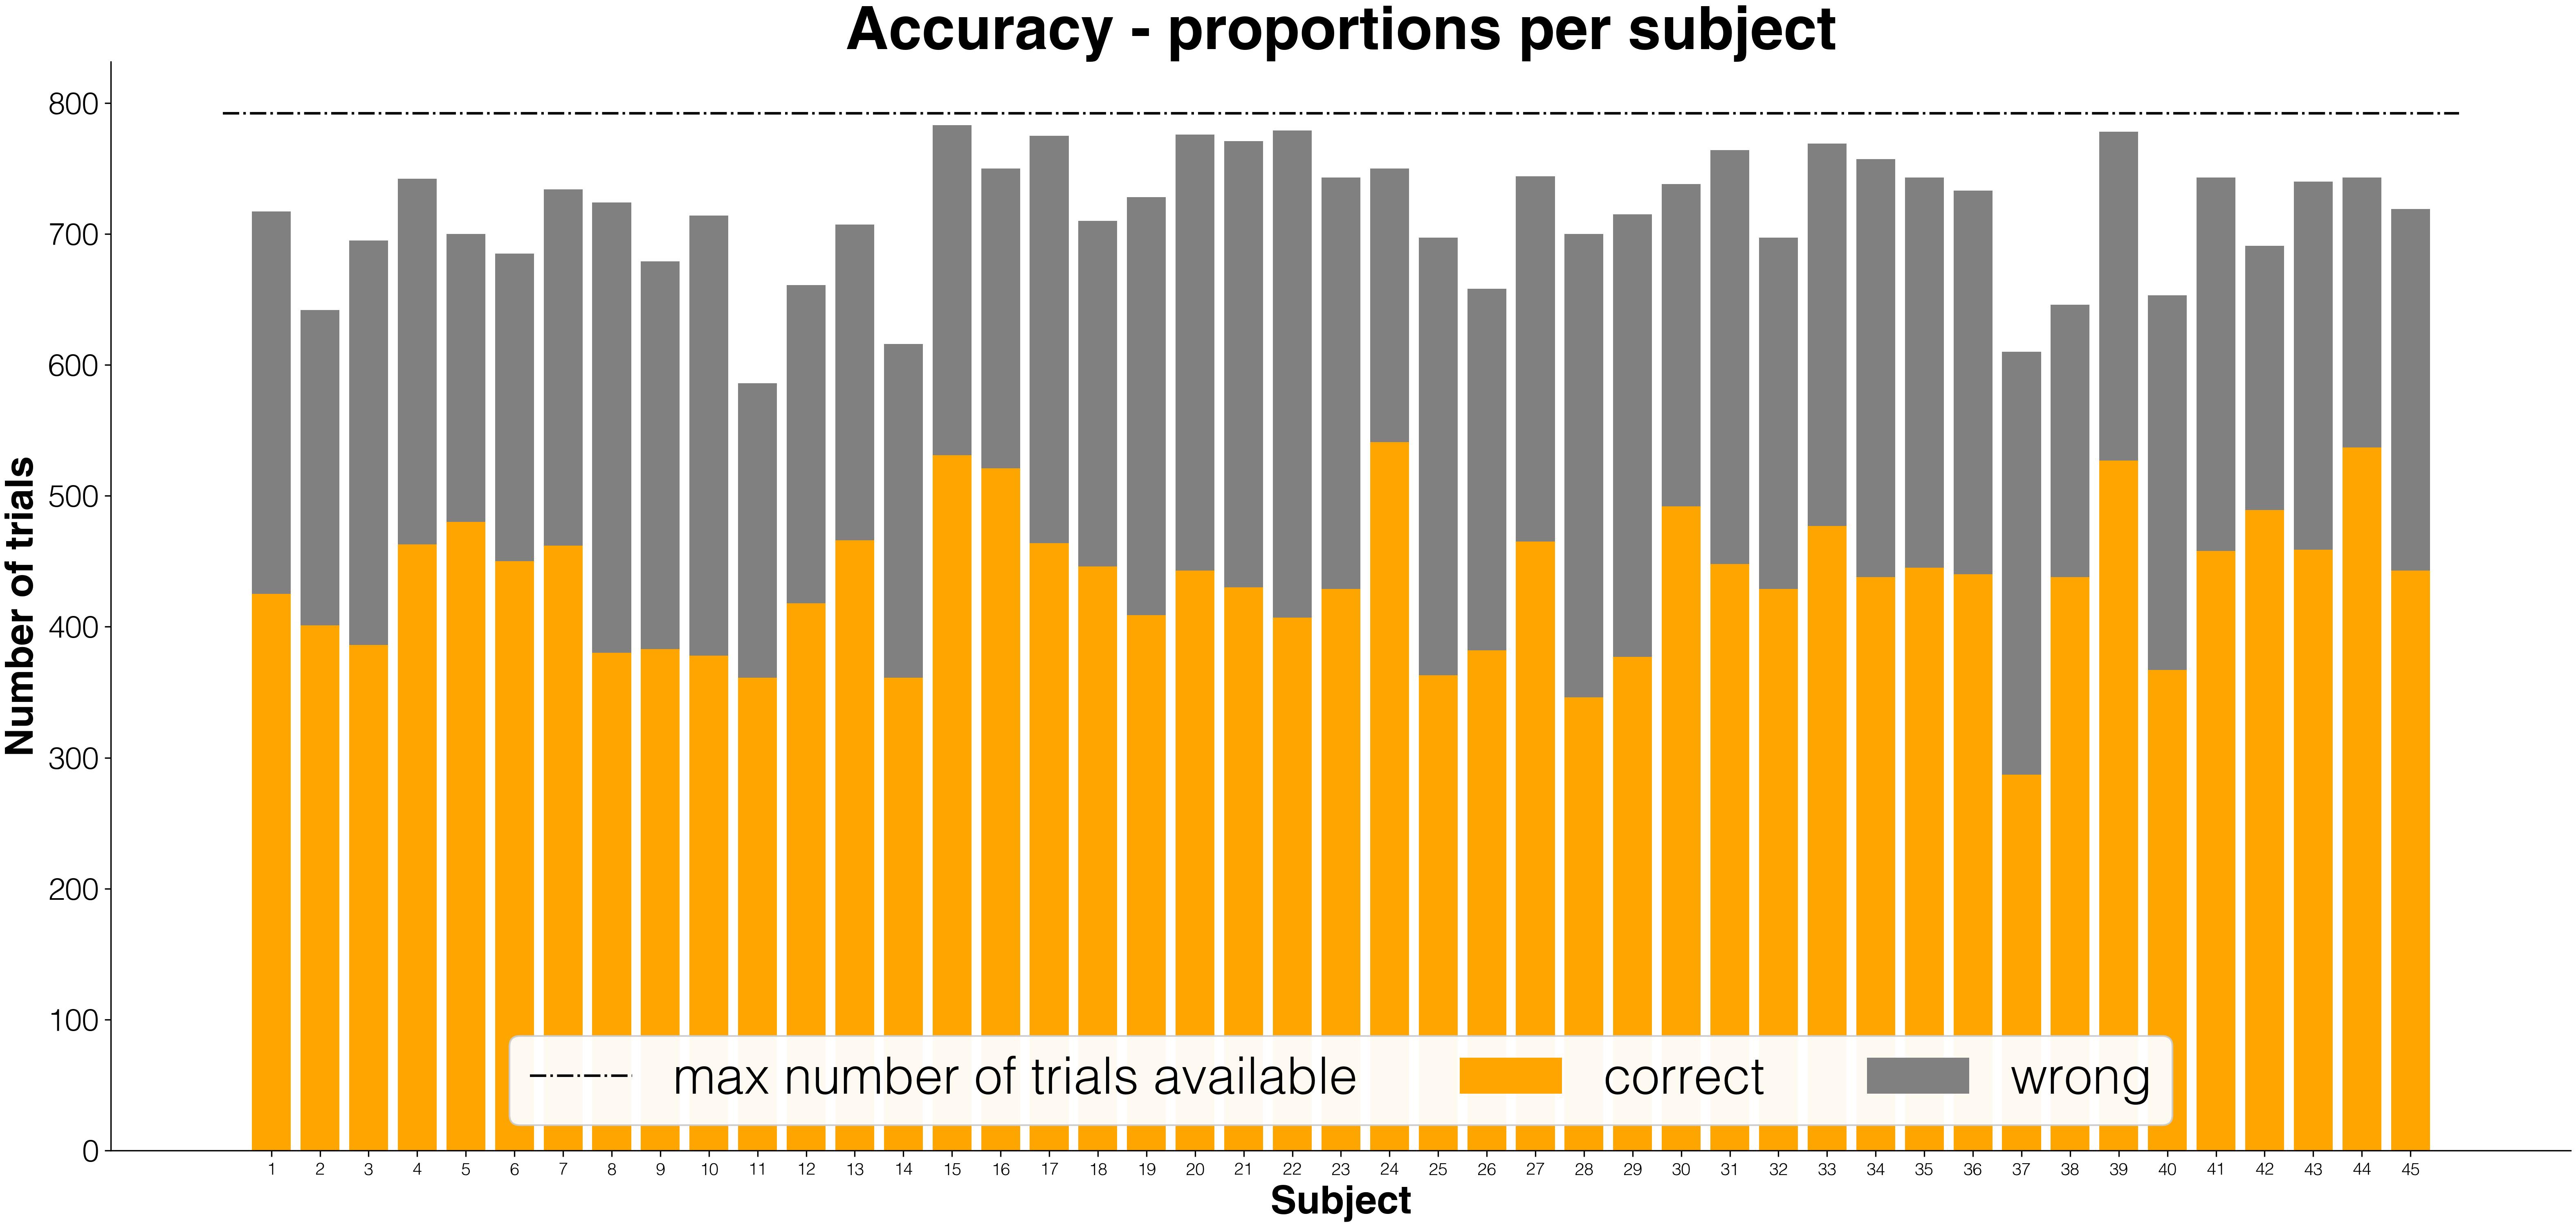 Accuracy - proportions per subject
800
700
600
500
400
300
200
100
0
Number of trials
max number of trials available correct wrong
1 2 3 4 5 6 7 8 9 10 11 12 13 14 15 16 17 18 19 20 21 22 23 24 25 26 27 28 29 30 31 32 33 34 35 36 37 38 39 40 41 42 43 44 45
Subject